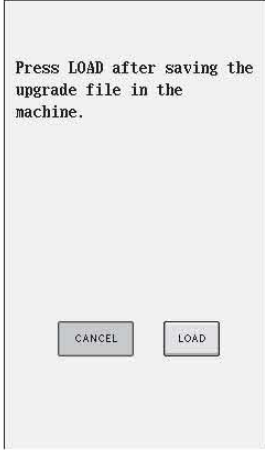 Press LOAD after saving the
upgrade file in the
machine.
CANCEL LOAD